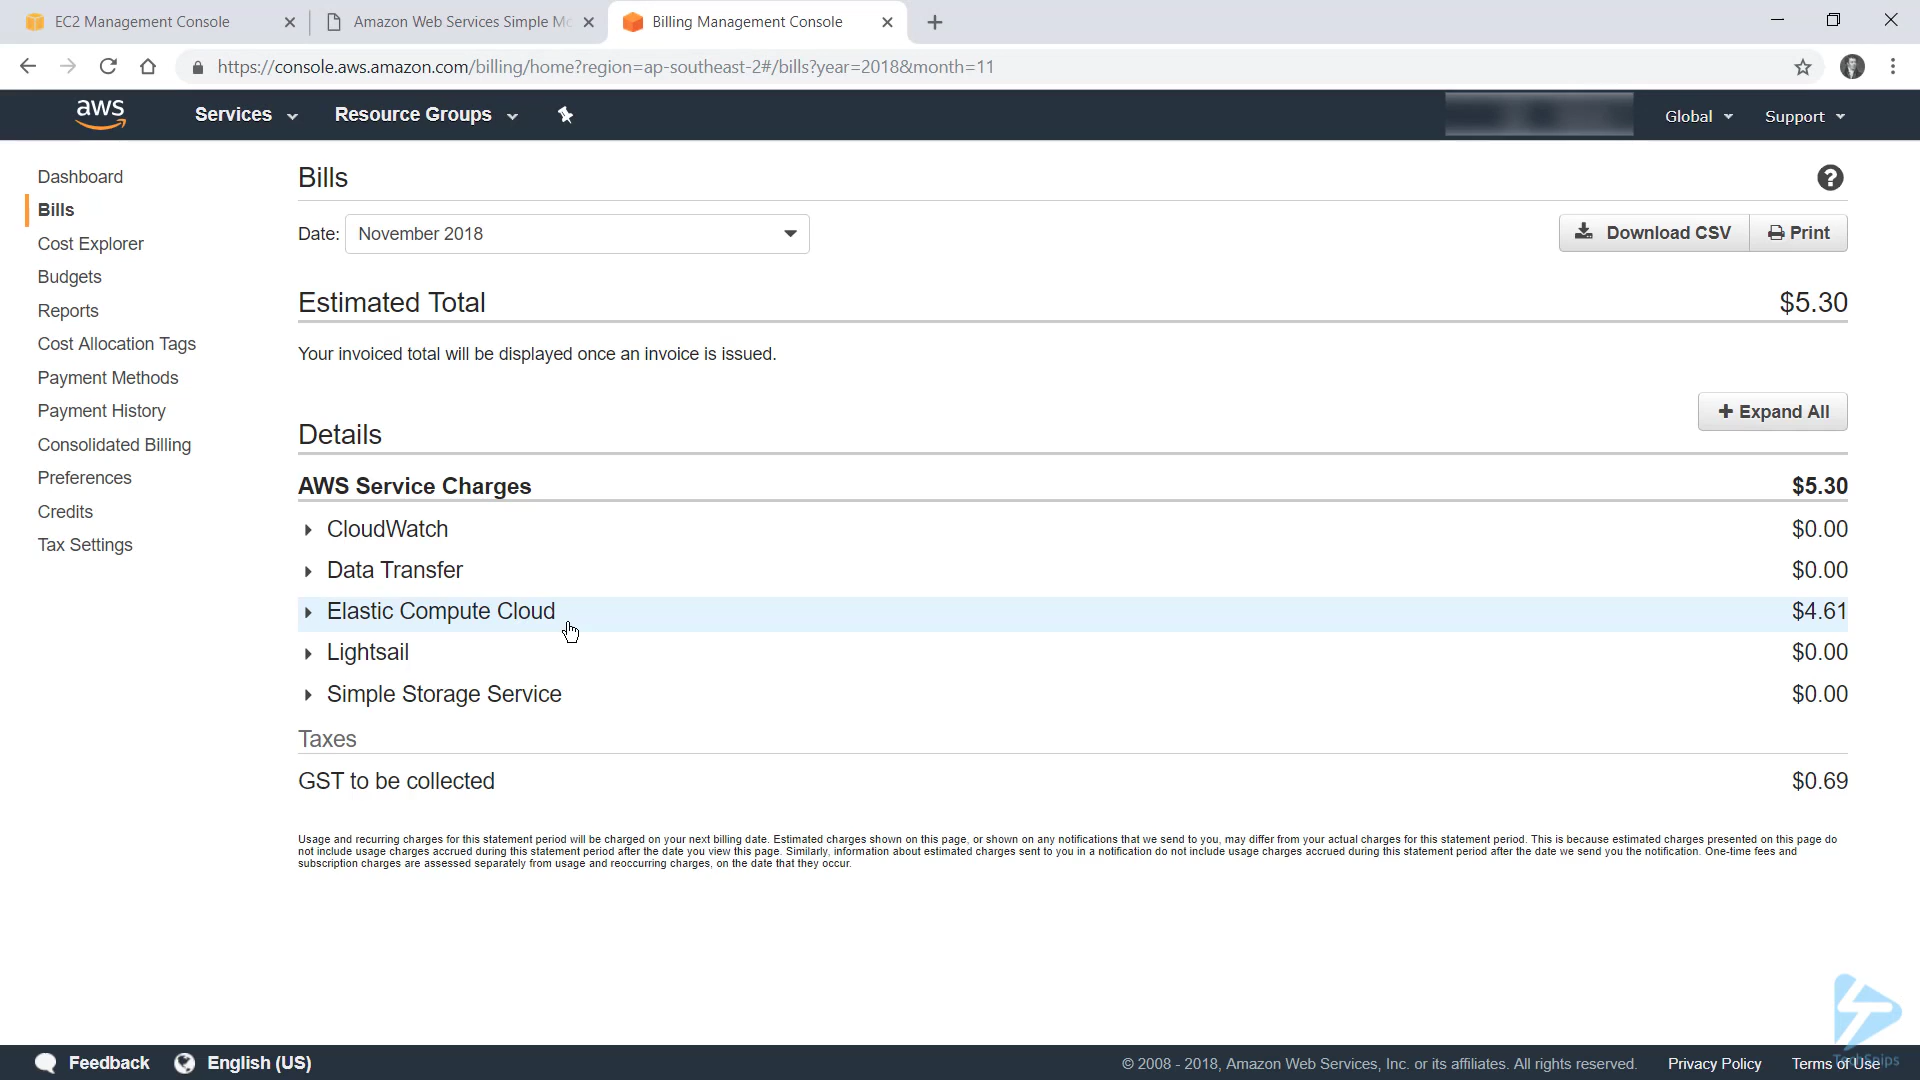 EC2 Management Console
Amazon Web Services Simple Mo
Billing Management Console
https://console.aws.amazon.com/billing/home?region=ap-southeast-2#/bills?year=2018&month=11
aws
Services
Resource Groups
Global
Support
Dashboard
Bills
Cost Explorer
Budgets
Reports
Cost Allocation Tags
Payment Methods
Payment History
Consolidated Billing
Preferences
Credits
Tax Settings
Bills
?
Date: November 2018
Download CSV
Print
Estimated Total $5.30
Your invoiced total will be displayed once an invoice is issued.
Expand All
Details
AWS Service Charges $5.30
CloudWatch $0.00
Data Transfer $0.00
Elastic Compute Cloud $4.61
Lightsail $0.00
Simple Storage Service $0.00
Taxes
GST to be collected $0.69
Usage and recurring charges for this statement period will be charged on your next billing date. Estimated charges shown on this page, or shown on any notifications that we send to you, may differ from your actual charges for this statement period. This is because estimated charges presented on this page do
not include usage charges accrued during this statement period after the date you view this page. Similarly, information about estimated charges sent to you in a notification do not include usage charges accrued during this statement period after the date we send you the notification. One-time fees and
subscription charges are assessed separately from usage and reoccurring charges, on the date that they occur.
Feedback
English (US)
© 2008 - 2018, Amazon Web Services, Inc. or its affiliates. All rights reserved.
Privacy Policy
Terms of Use
TechSnips